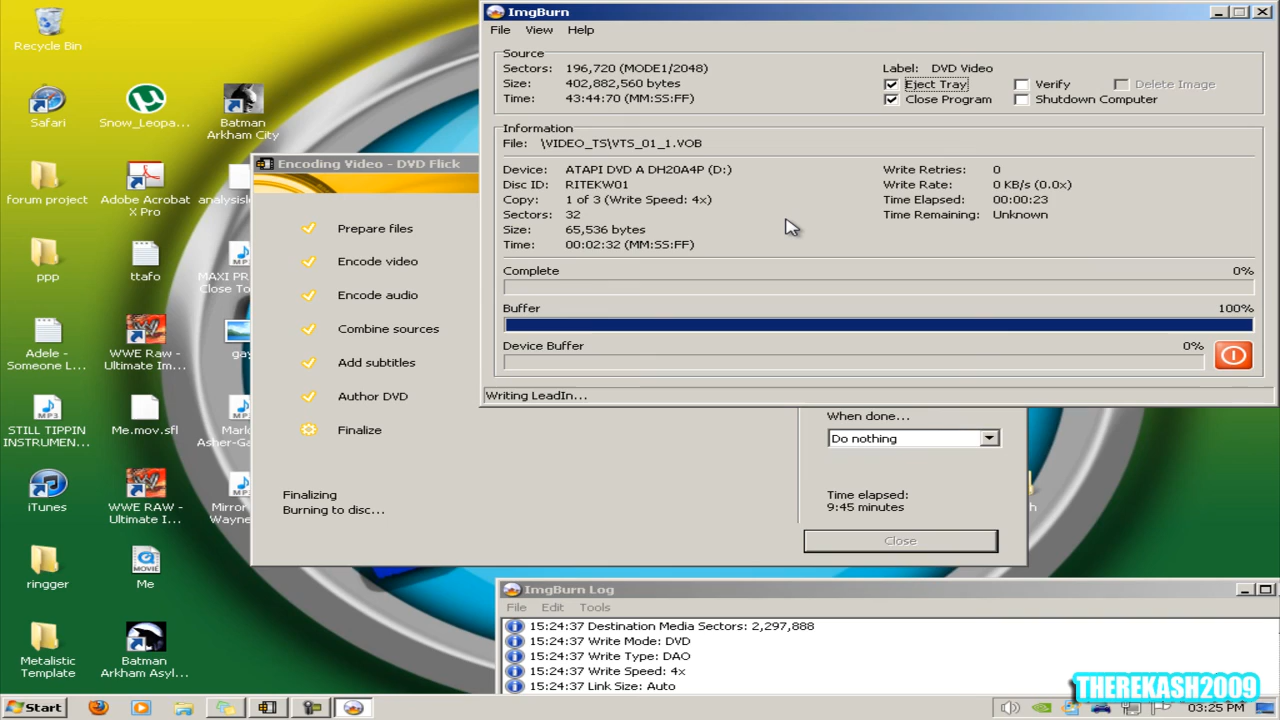 Recycle Bin
Safari
Snow_Leopa...
Batman
Arkham City
forum project
Adobe Acrobat
X Pro
analysisl
ppp
ttafo
MAXI PR
Close To
Adele -
Someone L...
WWE Raw -
Ultimate Im...
gay
STILL TIPPIN
INSTRUMEN...
Me.mov.sfl
Marlo
Asher-Ga
iTunes
WWE RAW -
Ultimate I...
Mirror
Wayne
ringger
Me
Metalistic
Template
Batman
Arkham Asyl...
ImgBurn
File View Help
Source
Sectors: 196,720 (MODE1/2048)
Size: 402,882,560 bytes
Time: 43:44:70 (MM:SS:FF)
Label: DVD Video
Eject Tray Verify Delete Image
Close Program Shutdown Computer
Information
File: \VIDEO_TS\VTS_01_1.VOB
Device: ATAPI DVD A DH20A4P (D:)
Disc ID: RITEKW01
Copy: 1 of 3 (Write Speed: 4x)
Sectors: 32
Size: 65,536 bytes
Time: 00:02:32 (MM:SS:FF)
Write Retries: 0
Write Rate: 0 KB/s (0.0x)
Time Elapsed: 00:00:23
Time Remaining: Unknown
Complete 0%
Buffer 100%
Device Buffer 0%
Writing LeadIn...
Encoding Video - DVD Flick
Prepare files
Encode video
Encode audio
Combine sources
Add subtitles
Author DVD
Finalize
Finalizing
Burning to disc...
When done...
Do nothing
Time elapsed:
9:45 minutes
Close
ImgBurn Log
File Edit Tools
15:24:37 Destination Media Sectors: 2,297,888
15:24:37 Write Mode: DVD
15:24:37 Write Type: DAO
15:24:37 Write Speed: 4x
15:24:37 Link Size: Auto
THEREKASH2009
Start
03:25 PM